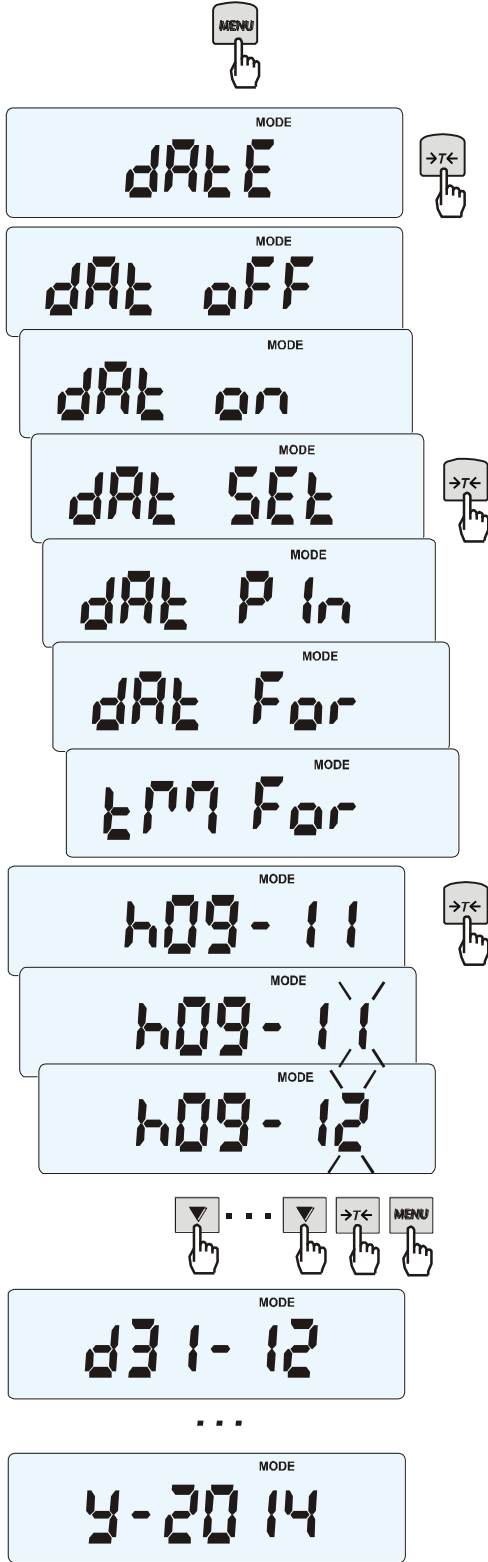 MENU
MODE
dAtE
→T←
MODE
dAt oFF
MODE
dAt on
MODE
dAt SEt
→T←
MODE
dAt PIn
MODE
dAt For
MODE
tM For
MODE
h09-11
→T←
MODE
h09-11
MODE
h09-12
▼ . . . ▼ →T← MENU
MODE
d31-12
. . .
MODE
y-2014